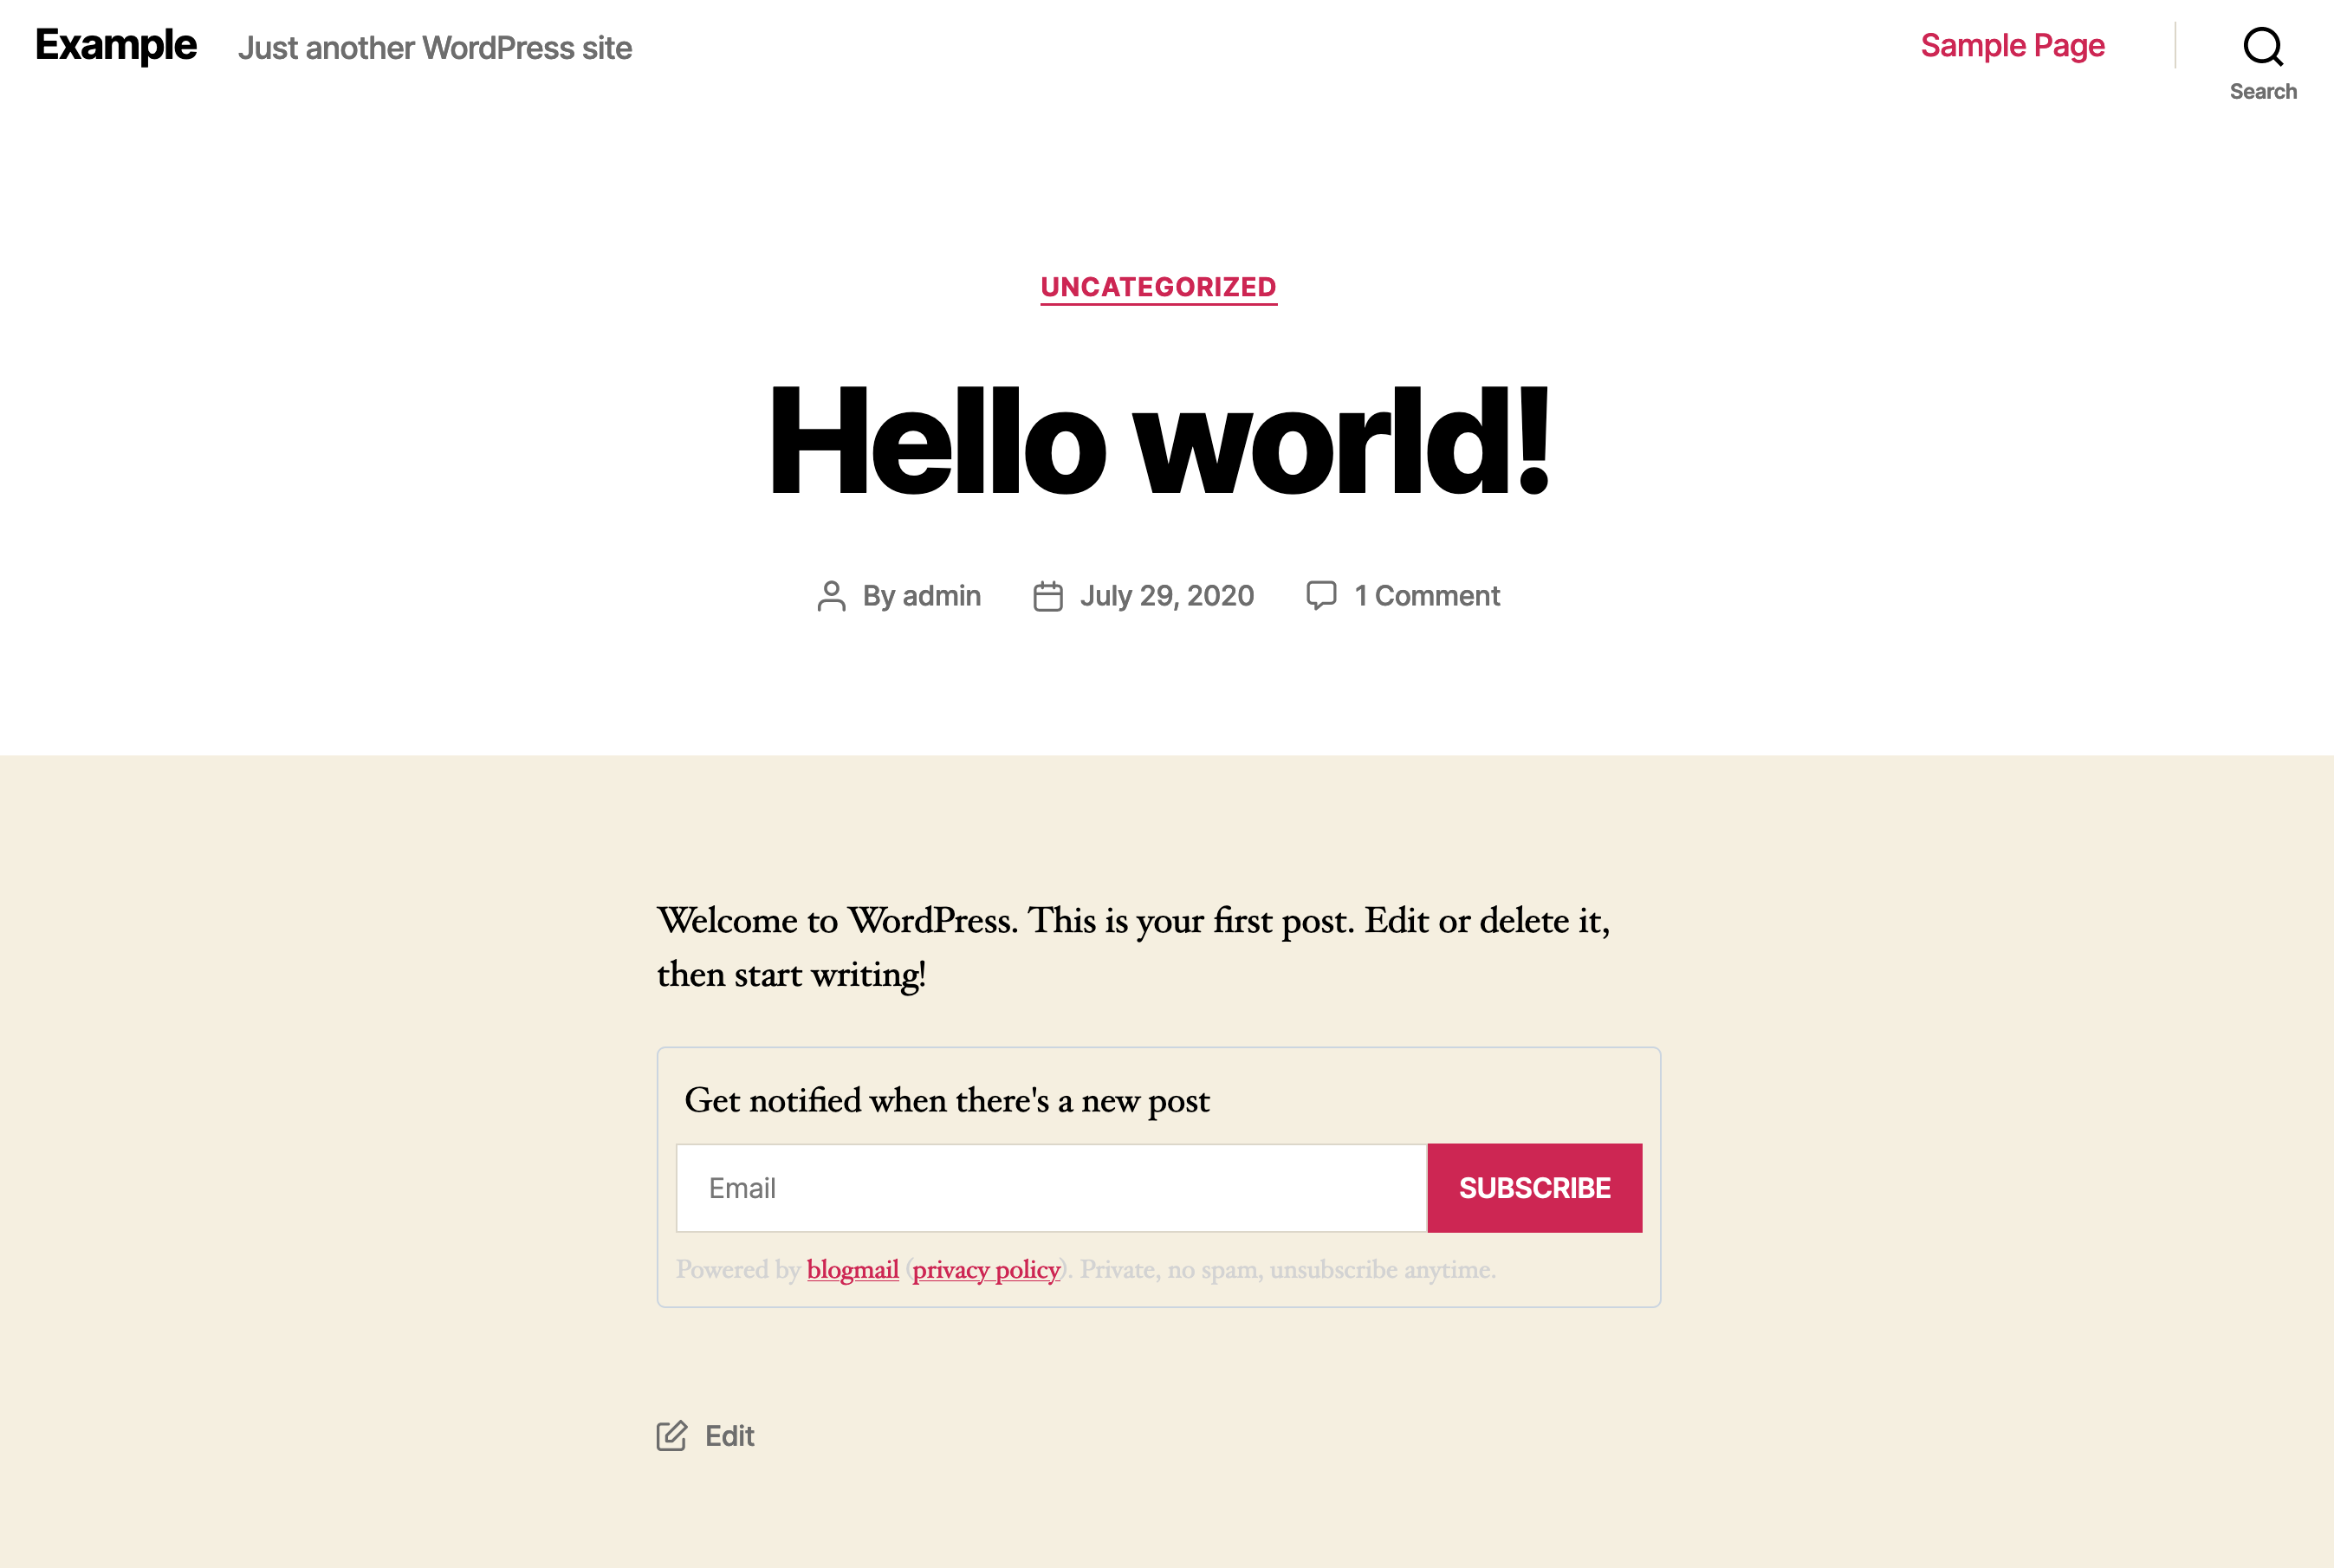 Example Just another WordPress site Sample Page
Search
UNCATEGORIZED
Hello world!
By admin July 29, 2020 1 Comment
Welcome to WordPress. This is your first post. Edit or delete it,
then start writing!
Get notified when there's a new post
Email SUBSCRIBE
Powered by blogmail (privacy policy). Private, no spam, unsubscribe anytime.
Edit